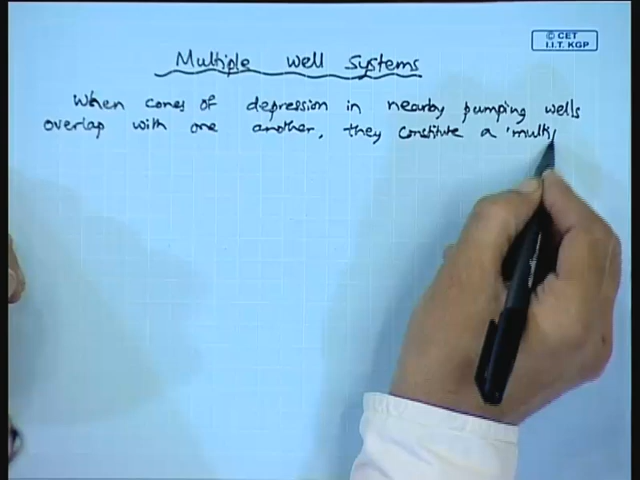 © CET
I.I.T. KGP
Multiple well Systems
When cones of depression in nearby pumping wells
overlap with one another, they constitute a 'multi